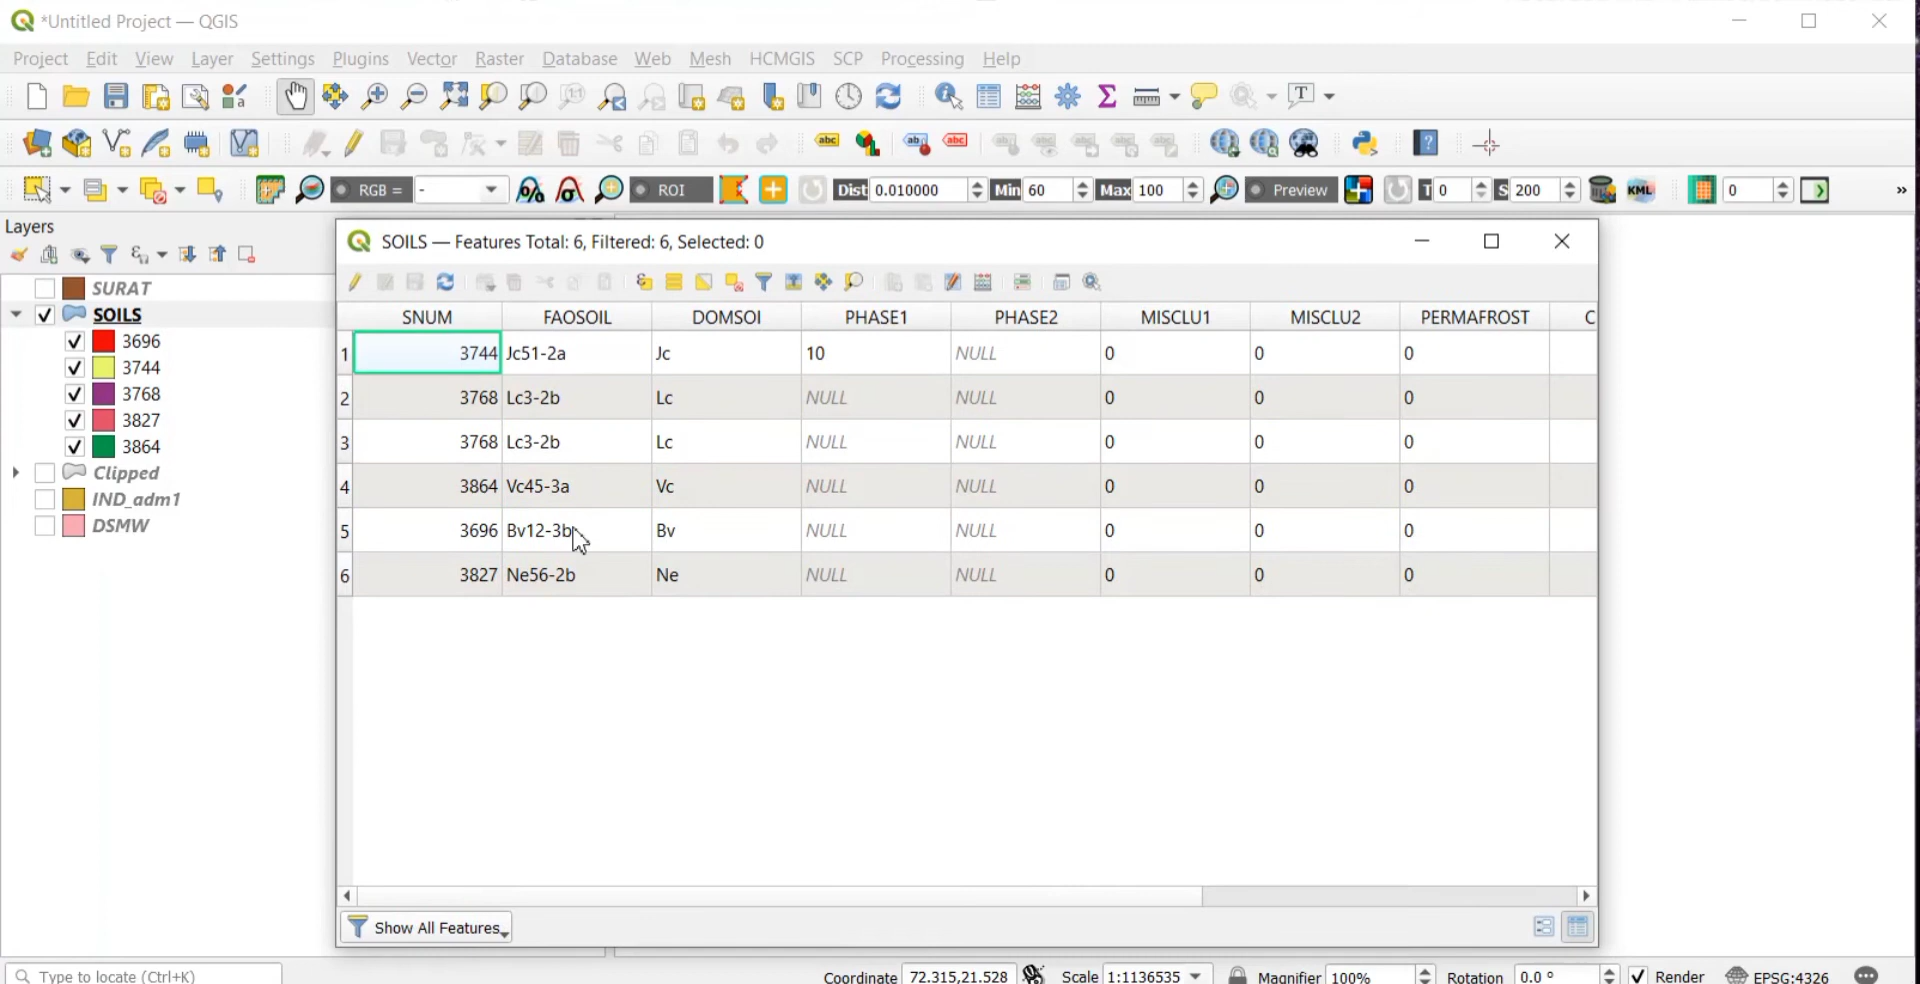 *Untitled Project — QGIS
Project Edit View Layer Settings Plugins Vector Raster Database Web Mesh HCMGIS SCP Processing Help
RGB = - ROI Dist 0.010000 Min 60 Max 100 Preview T 0 S 200 KML 0 »
Layers
SURAT
SOILS
3696
3744
3768
3827
3864
Clipped
IND_adm1
DSMW
SOILS — Features Total: 6, Filtered: 6, Selected: 0
SNUM FAOSOIL DOMSOI PHASE1 PHASE2 MISCLU1 MISCLU2 PERMAFROST C
1 3744 Jc51-2a Jc 10 NULL 0 0 0
2 3768 Lc3-2b Lc NULL NULL 0 0 0
3 3768 Lc3-2b Lc NULL NULL 0 0 0
4 3864 Vc45-3a Vc NULL NULL 0 0 0
5 3696 Bv12-3b Bv NULL NULL 0 0 0
6 3827 Ne56-2b Ne NULL NULL 0 0 0
Show All Features
Type to locate (Ctrl+K) Coordinate 72.315,21.528 Scale 1:1136535 Magnifier 100% Rotation 0.0 ° Render EPSG:4326